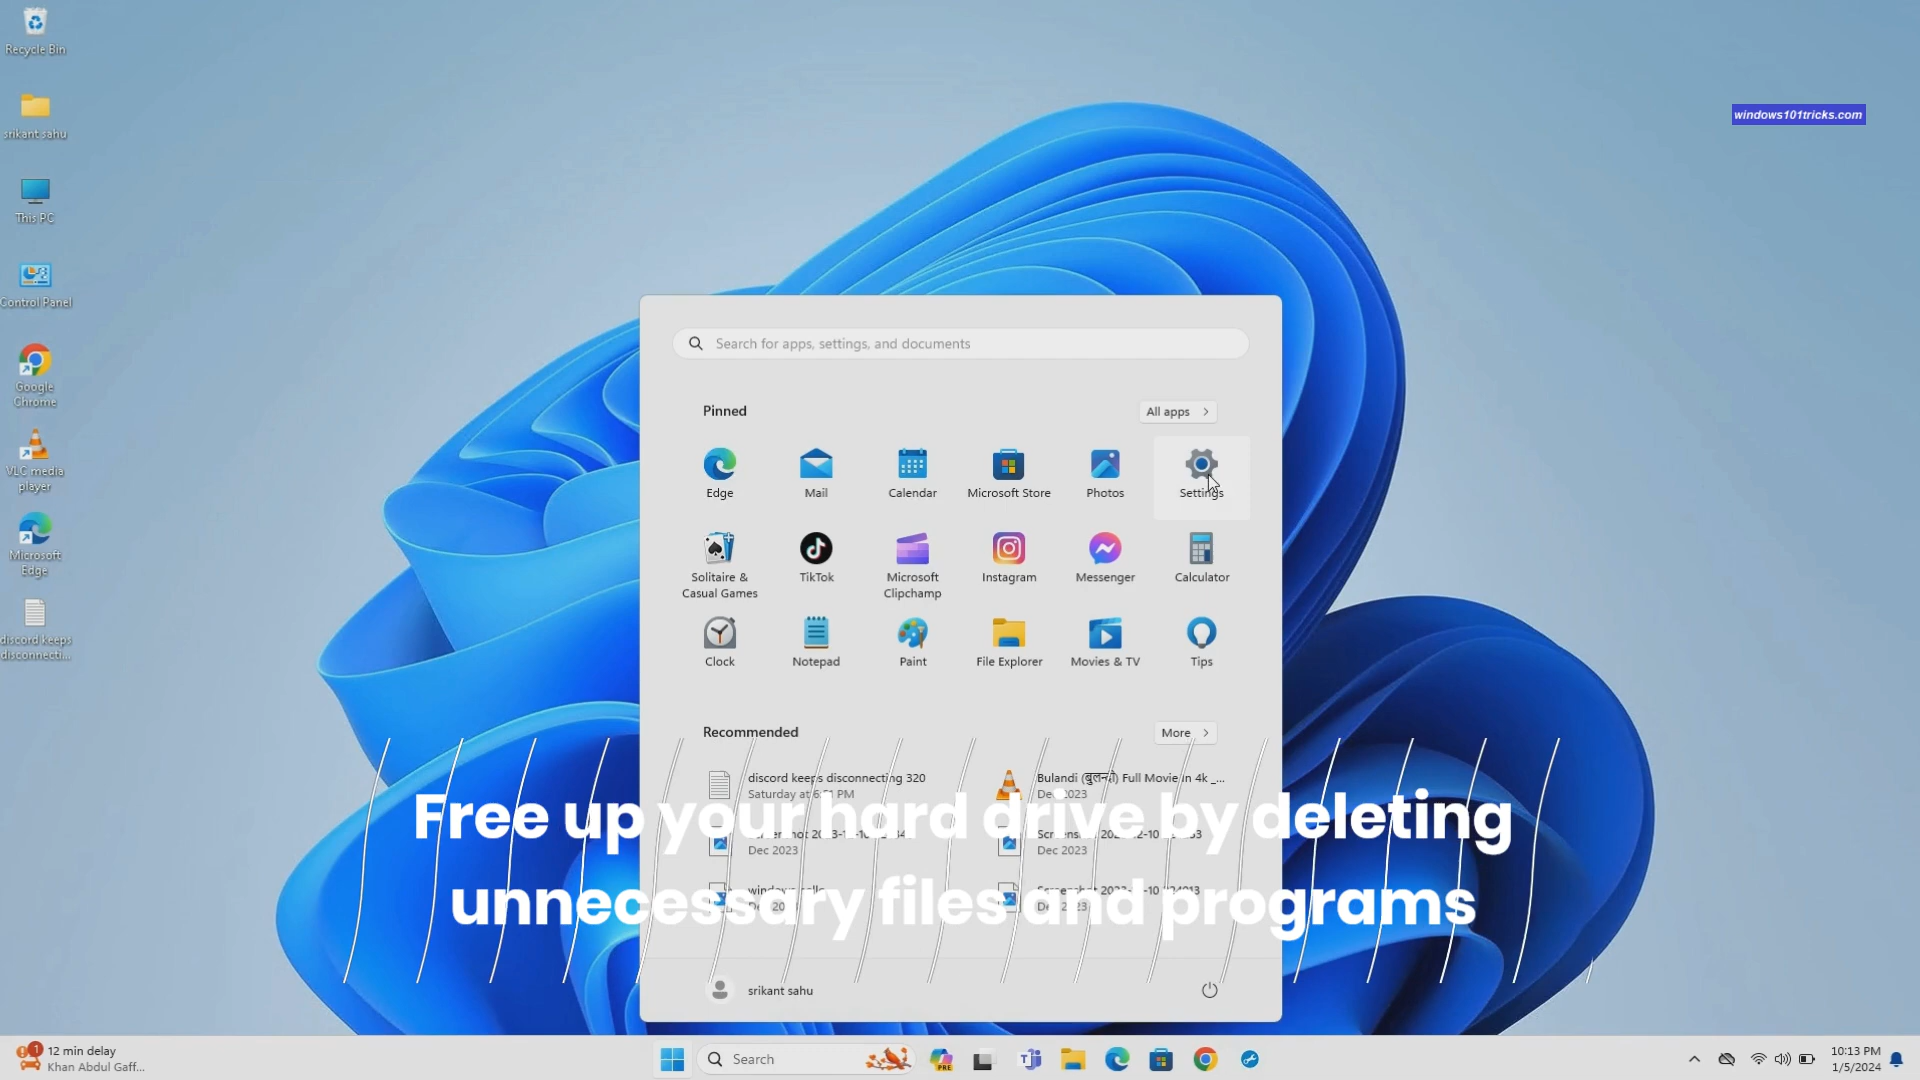 Recycle Bin
srikant sahu
This PC
Control Panel
Google
Chrome
VLC media
player
Microsoft
Edge
discord keeps
disconnecti...
windows101tricks.com
Search for apps, settings, and documents
Pinned
All apps
Edge
Mail
Calendar
Microsoft Store
Photos
Settings
Solitaire &
Casual Games
TikTok
Microsoft
Clipchamp
Instagram
Messenger
Calculator
Clock
Notepad
Paint
File Explorer
Movies & TV
Tips
Recommended
More
discord keeps disconnecting 320
Saturday at PM
Bulandi (बुलन्दी) Full Movie in 4k _...
Dec 2023
Dec 2023
Dec 2023
Free up your hard drive by deleting
unnecessary files and programs
srikant sahu
12 min delay
Khan Abdul Gaff...
1
Search
PRE
10:13 PM
1/5/2024